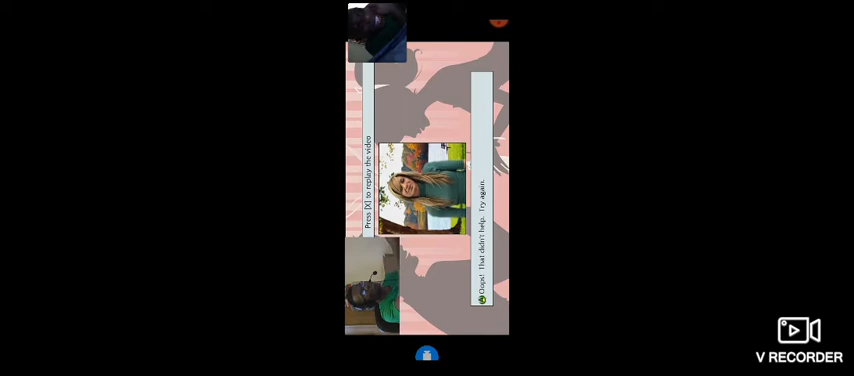 Press [X] to replay the video
Oops! That didn't help. Try again.
V RECORDER